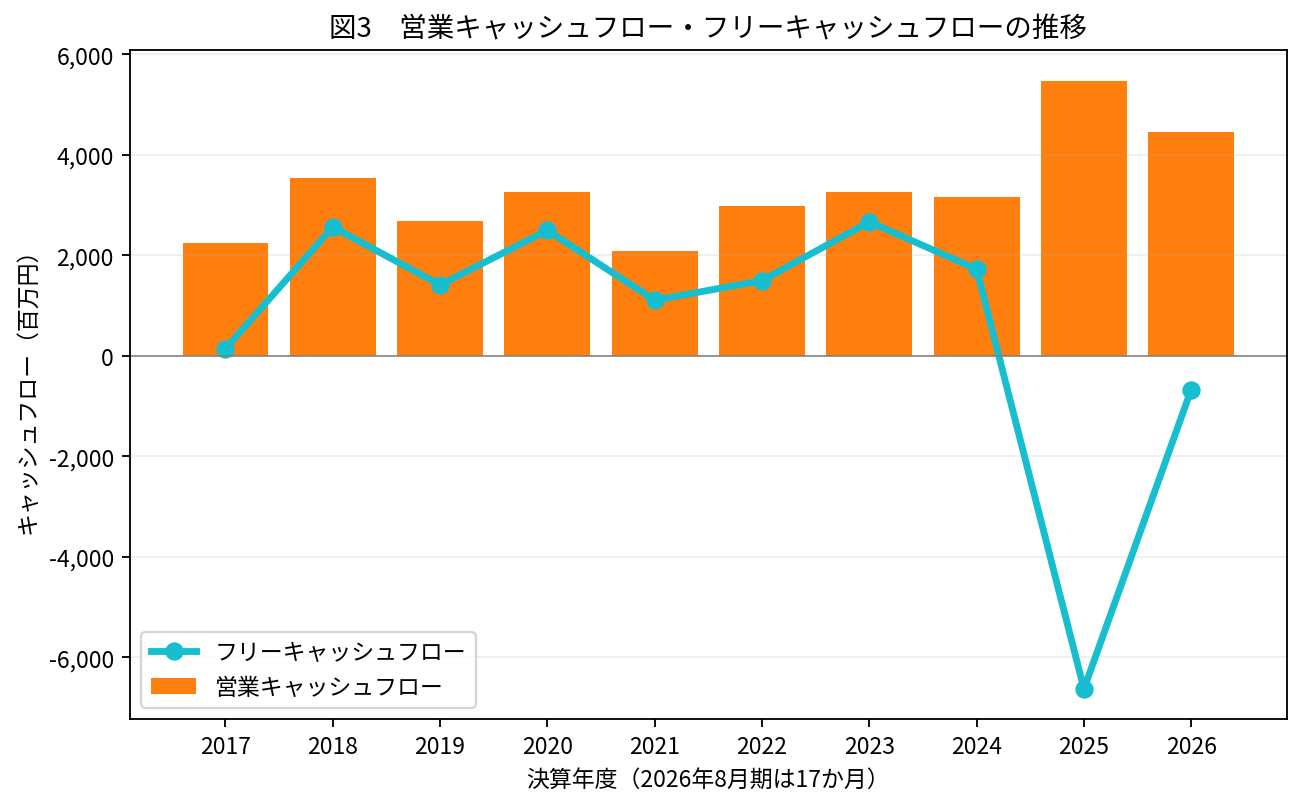 図3　営業キャッシュフロー・フリーキャッシュフローの推移
キャッシュフロー（百万円）
6,000
4,000
2,000
0
-2,000
-4,000
-6,000
フリーキャッシュフロー
営業キャッシュフロー
2017 2018 2019 2020 2021 2022 2023 2024 2025 2026
決算年度（2026年8月期は17か月）